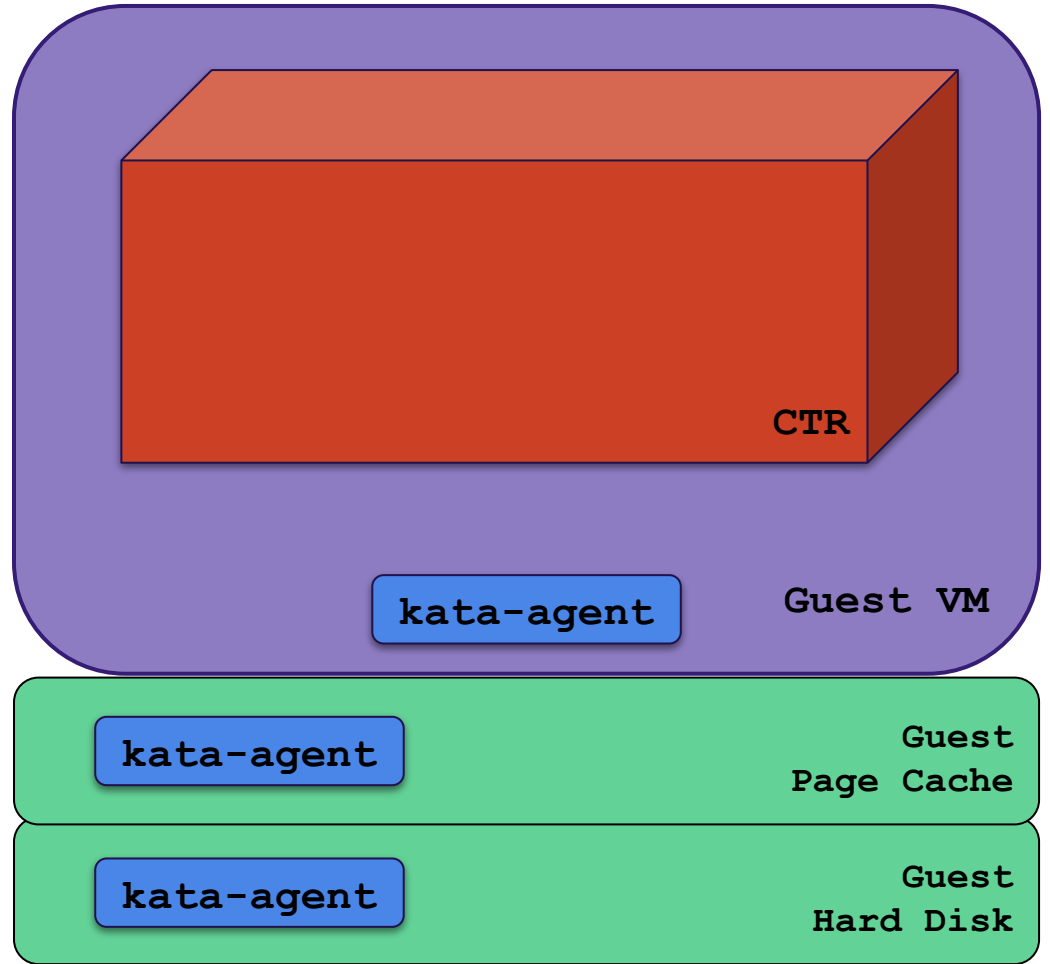 CTR
kata-agent
Guest VM
kata-agent
Guest
Page Cache
kata-agent
Guest
Hard Disk